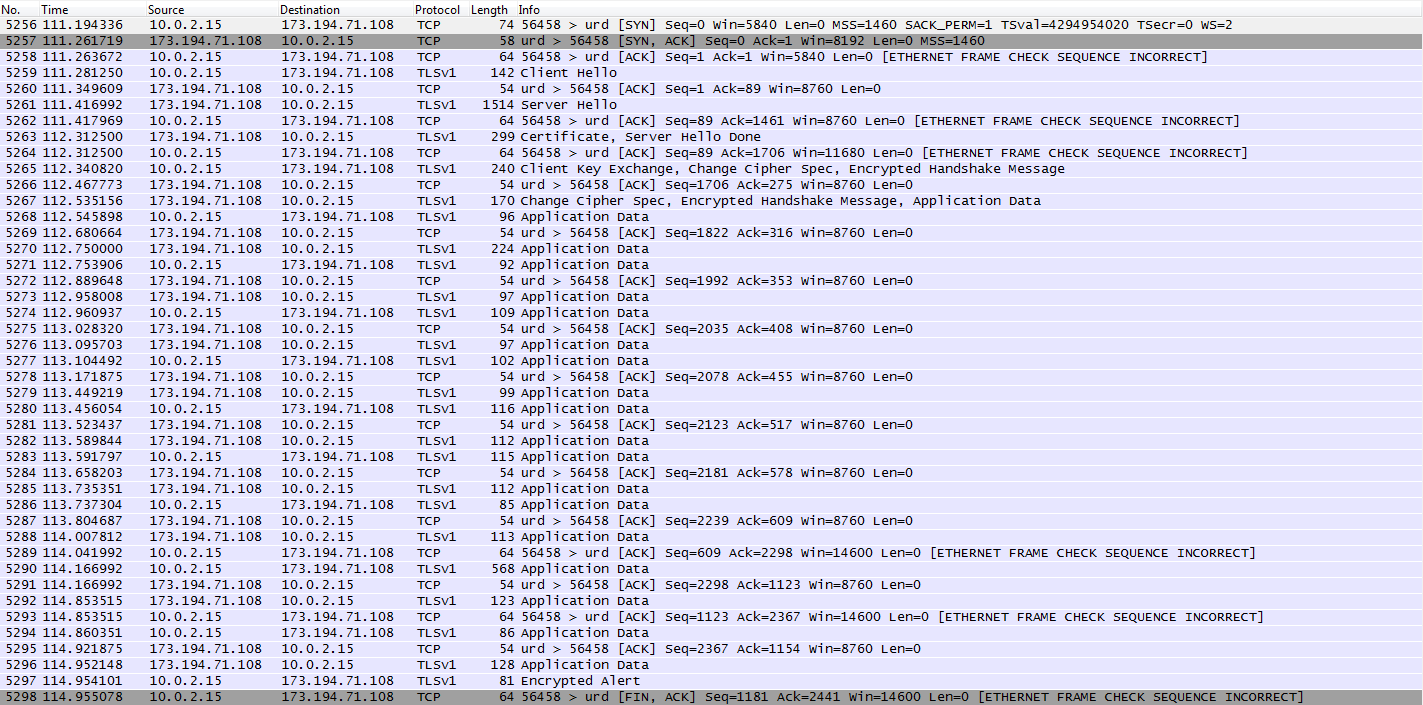 No. Time Source Destination Protocol Length Info
5256 111.194336 10.0.2.15 173.194.71.108 TCP 74 56458 > urd [SYN] Seq=0 Win=5840 Len=0 MSS=1460 SACK_PERM=1 TSval=4294954020 TSecr=0 WS=2
5257 111.261719 173.194.71.108 10.0.2.15 TCP 58 urd > 56458 [SYN, ACK] Seq=0 Ack=1 Win=8192 Len=0 MSS=1460
5258 111.263672 10.0.2.15 173.194.71.108 TCP 64 56458 > urd [ACK] Seq=1 Ack=1 Win=5840 Len=0 [ETHERNET FRAME CHECK SEQUENCE INCORRECT]
5259 111.281250 10.0.2.15 173.194.71.108 TLSv1 142 Client Hello
5260 111.349609 173.194.71.108 10.0.2.15 TCP 54 urd > 56458 [ACK] Seq=1 Ack=89 Win=8760 Len=0
5261 111.416992 173.194.71.108 10.0.2.15 TLSv1 1514 Server Hello
5262 111.417969 10.0.2.15 173.194.71.108 TCP 64 56458 > urd [ACK] Seq=89 Ack=1461 Win=8760 Len=0 [ETHERNET FRAME CHECK SEQUENCE INCORRECT]
5263 112.312500 173.194.71.108 10.0.2.15 TLSv1 299 Certificate, Server Hello Done
5264 112.312500 10.0.2.15 173.194.71.108 TCP 64 56458 > urd [ACK] Seq=89 Ack=1706 Win=11680 Len=0 [ETHERNET FRAME CHECK SEQUENCE INCORRECT]
5265 112.340820 10.0.2.15 173.194.71.108 TLSv1 240 Client Key Exchange, Change Cipher Spec, Encrypted Handshake Message
5266 112.467773 173.194.71.108 10.0.2.15 TCP 54 urd > 56458 [ACK] Seq=1706 Ack=275 Win=8760 Len=0
5267 112.535156 173.194.71.108 10.0.2.15 TLSv1 170 Change Cipher Spec, Encrypted Handshake Message, Application Data
5268 112.545898 10.0.2.15 173.194.71.108 TLSv1 96 Application Data
5269 112.680664 173.194.71.108 10.0.2.15 TCP 54 urd > 56458 [ACK] Seq=1822 Ack=316 Win=8760 Len=0
5270 112.750000 173.194.71.108 10.0.2.15 TLSv1 224 Application Data
5271 112.753906 10.0.2.15 173.194.71.108 TLSv1 92 Application Data
5272 112.889648 173.194.71.108 10.0.2.15 TCP 54 urd > 56458 [ACK] Seq=1992 Ack=353 Win=8760 Len=0
5273 112.958008 173.194.71.108 10.0.2.15 TLSv1 97 Application Data
5274 112.960937 10.0.2.15 173.194.71.108 TLSv1 109 Application Data
5275 113.028320 173.194.71.108 10.0.2.15 TCP 54 urd > 56458 [ACK] Seq=2035 Ack=408 Win=8760 Len=0
5276 113.095703 173.194.71.108 10.0.2.15 TLSv1 97 Application Data
5277 113.104492 10.0.2.15 173.194.71.108 TLSv1 102 Application Data
5278 113.171875 173.194.71.108 10.0.2.15 TCP 54 urd > 56458 [ACK] Seq=2078 Ack=455 Win=8760 Len=0
5279 113.449219 173.194.71.108 10.0.2.15 TLSv1 99 Application Data
5280 113.456054 10.0.2.15 173.194.71.108 TLSv1 116 Application Data
5281 113.523437 173.194.71.108 10.0.2.15 TCP 54 urd > 56458 [ACK] Seq=2123 Ack=517 Win=8760 Len=0
5282 113.589844 173.194.71.108 10.0.2.15 TLSv1 112 Application Data
5283 113.591797 10.0.2.15 173.194.71.108 TLSv1 115 Application Data
5284 113.658203 173.194.71.108 10.0.2.15 TCP 54 urd > 56458 [ACK] Seq=2181 Ack=578 Win=8760 Len=0
5285 113.735351 173.194.71.108 10.0.2.15 TLSv1 112 Application Data
5286 113.737304 10.0.2.15 173.194.71.108 TLSv1 85 Application Data
5287 113.804687 173.194.71.108 10.0.2.15 TCP 54 urd > 56458 [ACK] Seq=2239 Ack=609 Win=8760 Len=0
5288 114.007812 173.194.71.108 10.0.2.15 TLSv1 113 Application Data
5289 114.041992 10.0.2.15 173.194.71.108 TCP 64 56458 > urd [ACK] Seq=609 Ack=2298 Win=14600 Len=0 [ETHERNET FRAME CHECK SEQUENCE INCORRECT]
5290 114.166992 10.0.2.15 173.194.71.108 TLSv1 568 Application Data
5291 114.166992 173.194.71.108 10.0.2.15 TCP 54 urd > 56458 [ACK] Seq=2298 Ack=1123 Win=8760 Len=0
5292 114.853515 173.194.71.108 10.0.2.15 TLSv1 123 Application Data
5293 114.853515 10.0.2.15 173.194.71.108 TCP 64 56458 > urd [ACK] Seq=1123 Ack=2367 Win=14600 Len=0 [ETHERNET FRAME CHECK SEQUENCE INCORRECT]
5294 114.860351 10.0.2.15 173.194.71.108 TLSv1 86 Application Data
5295 114.921875 173.194.71.108 10.0.2.15 TCP 54 urd > 56458 [ACK] Seq=2367 Ack=1154 Win=8760 Len=0
5296 114.952148 173.194.71.108 10.0.2.15 TLSv1 128 Application Data
5297 114.954101 10.0.2.15 173.194.71.108 TLSv1 81 Encrypted Alert
5298 114.955078 10.0.2.15 173.194.71.108 TCP 64 56458 > urd [FIN, ACK] Seq=1181 Ack=2441 Win=14600 Len=0 [ETHERNET FRAME CHECK SEQUENCE INCORRECT]